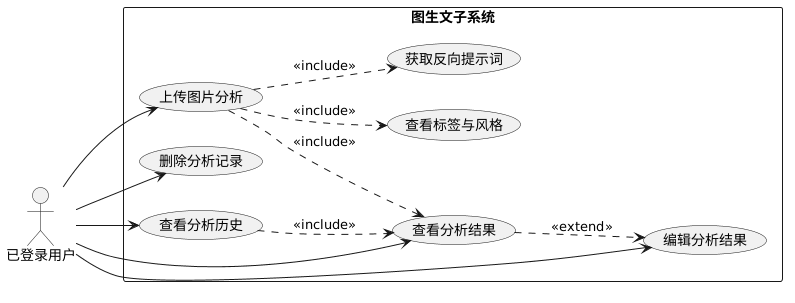 图生文子系统
«include»
获取反向提示词
上传图片分析
«include»
查看标签与风格
«include»
删除分析记录
查看分析历史
«include»
查看分析结果
«extend»
编辑分析结果
已登录用户